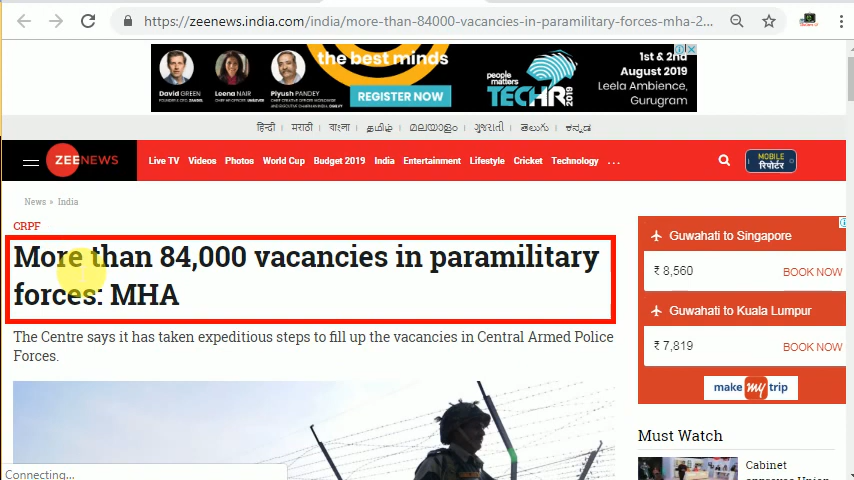 https://zeenews.india.com/india/more-than-84000-vacancies-in-paramilitary-forces-mha-2...
David GREEN
Leena NAIR
Piyush PANDEY
the best minds
REGISTER NOW
people
matters
TECHHR
2019
1st & 2nd
August 2019
Leela Ambience,
Gurugram
हिन्दी मराठी বাংলা தமிழ் മലയാളം ગુજરાતી తెలుగు ಕನ್ನಡ
ZEENEWS
Live TV Videos Photos World Cup Budget 2019 India Entertainment Lifestyle Cricket Technology ...
MOBILE
रिपोर्टर
News » India
CRPF
More than 84,000 vacancies in paramilitary
forces: MHA
The Centre says it has taken expeditious steps to fill up the vacancies in Central Armed Police
Forces.
Guwahati to Singapore
₹ 8,560 BOOK NOW
Guwahati to Kuala Lumpur
₹ 7,819 BOOK NOW
make my trip
Must Watch
Cabinet
Connecting...